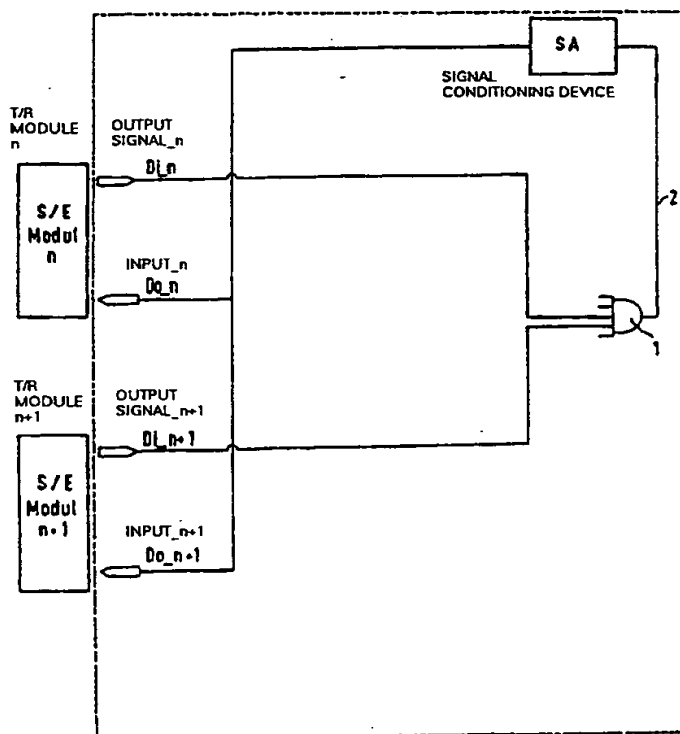 SA
SIGNAL
CONDITIONING DEVICE
T/R
MODULE
n
OUTPUT
SIGNAL_n
Di_n
S/E
Modul
n
2
INPUT_n
Do_n
1
T/R
MODULE
n+1
OUTPUT
SIGNAL_n+1
Di_n+1
S/E
Modul
n+1
INPUT_n+1
Do_n+1